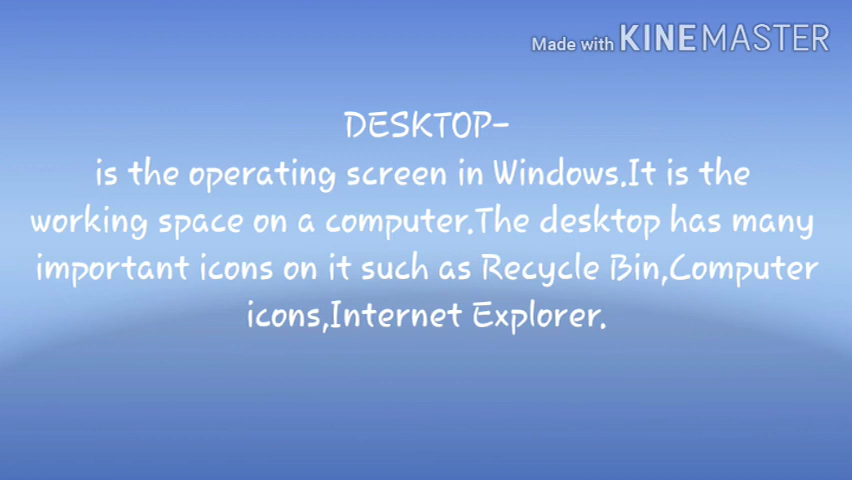 Made with KINEMASTER
DESKTOP-
is the operating screen in Windows.It is the
working space on a computer.The desktop has many
important icons on it such as Recycle Bin,Computer
icons,Internet Explorer.